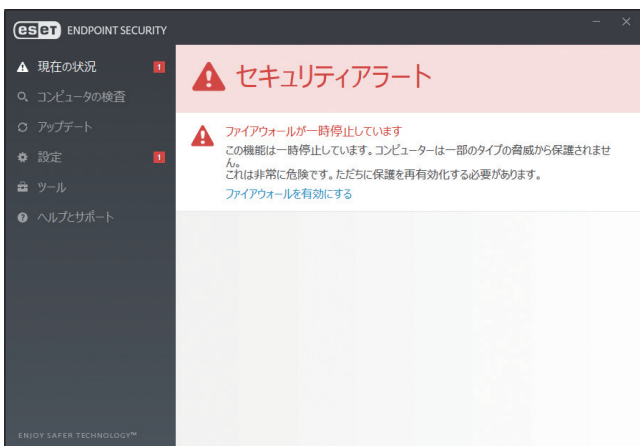 eset ENDPOINT SECURITY
現在の状況 1
コンピュータの検査
アップデート
設定 1
ツール
ヘルプとサポート
ENJOY SAFER TECHNOLOGY™
セキュリティアラート
ファイアウォールが一時停止しています
この機能は一時停止しています。コンピューターは一部のタイプの脅威から保護されませ
ん。
これは非常に危険です。ただちに保護を再有効化する必要があります。
ファイアウォールを有効にする